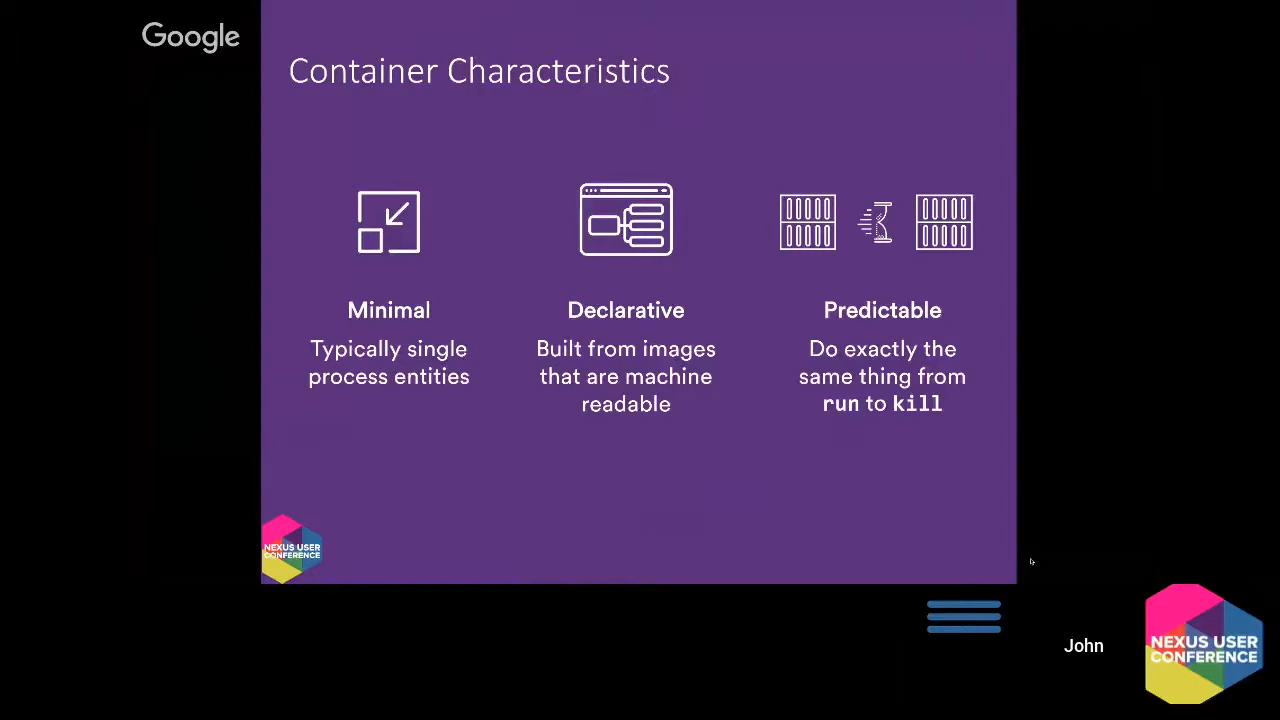 Google
Container Characteristics
Minimal
Typically single
process entities
Declarative
Built from images
that are machine
readable
Predictable
Do exactly the
same thing from
run to kill
NEXUS USER
CONFERENCE
John
NEXUS USER
CONFERENCE